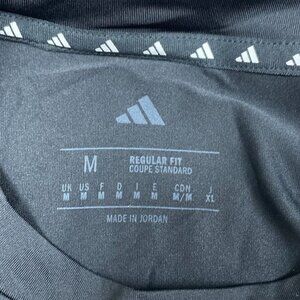 M
REGULAR FIT
COUPE STANDARD
UK US F D I E CDN J
M M M M M M M/M XL
MADE IN JORDAN